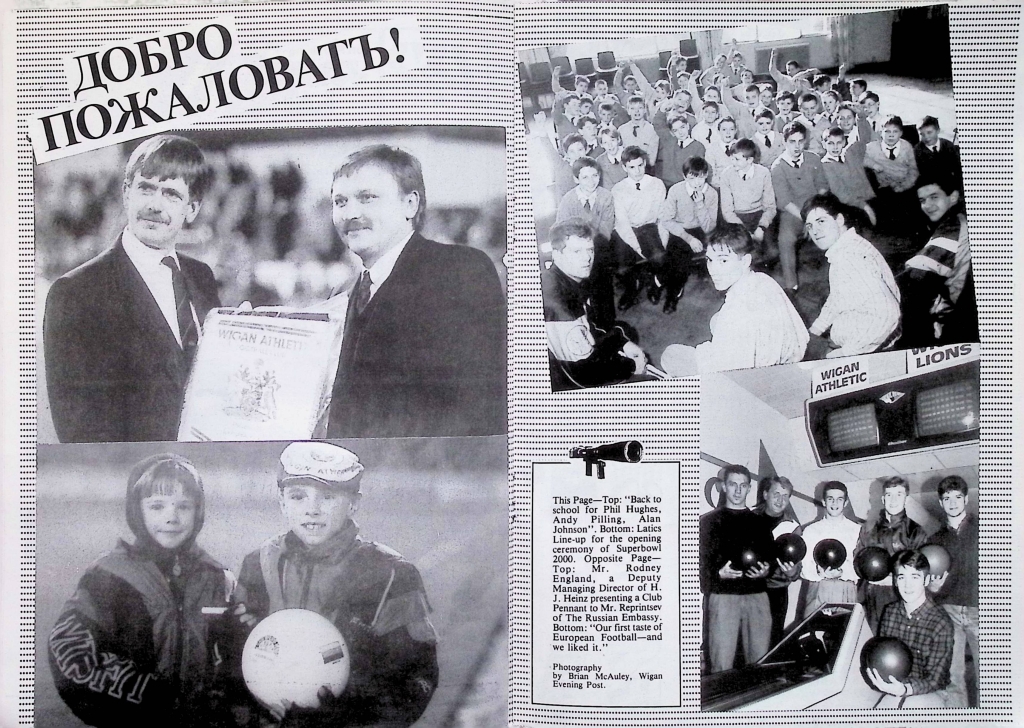 ДОБРО
ПОЖАЛОВАТЪ!
WIGAN ATHLETI
WIGAN
ATHLETIC
LIONS
This Page—Top: "Back to
school for Phil Hughes,
Andy Pilling, Alan
Johnson". Bottom: Latics
Line-up for the opening
ceremony of Superbowl
2000. Opposite Page—
Top: Mr. Rodney
England, a Deputy
Managing Director of H.
J. Heinz presenting a Club
Pennant to Mr. Reprintsev
of The Russian Embassy.
Bottom: "Our first taste of
European Football—and
we liked it."
Photography
by Brian McAuley, Wigan
Evening Post.